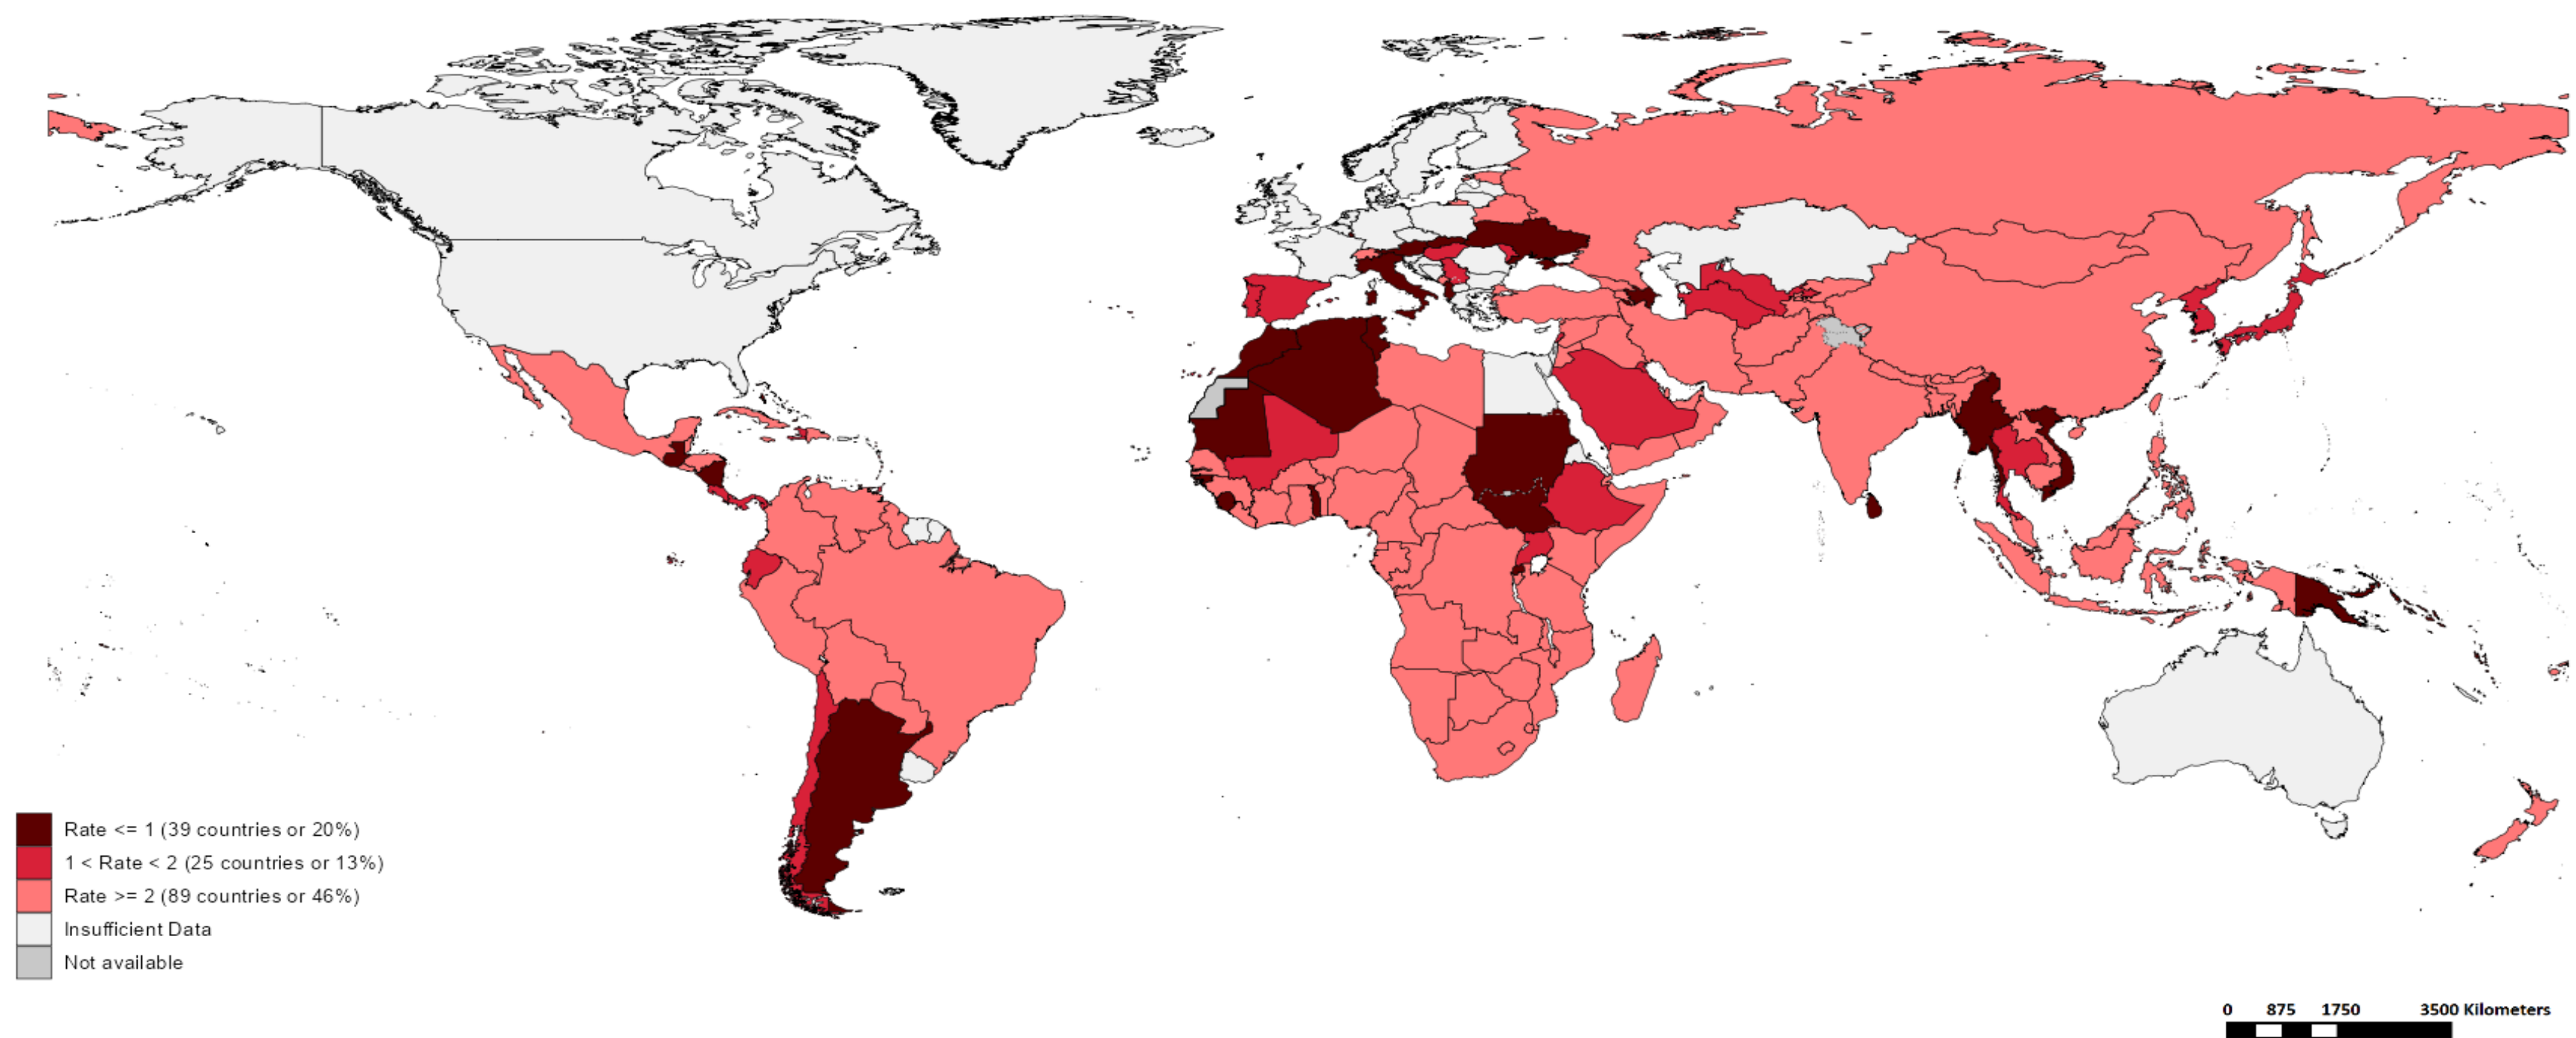 Rate <= 1 (39 countries or 20%)
1 < Rate < 2 (25 countries or 13%)
Rate >= 2 (89 countries or 46%)
Insufficient Data
Not available
0 875 1750 3500 Kilometers